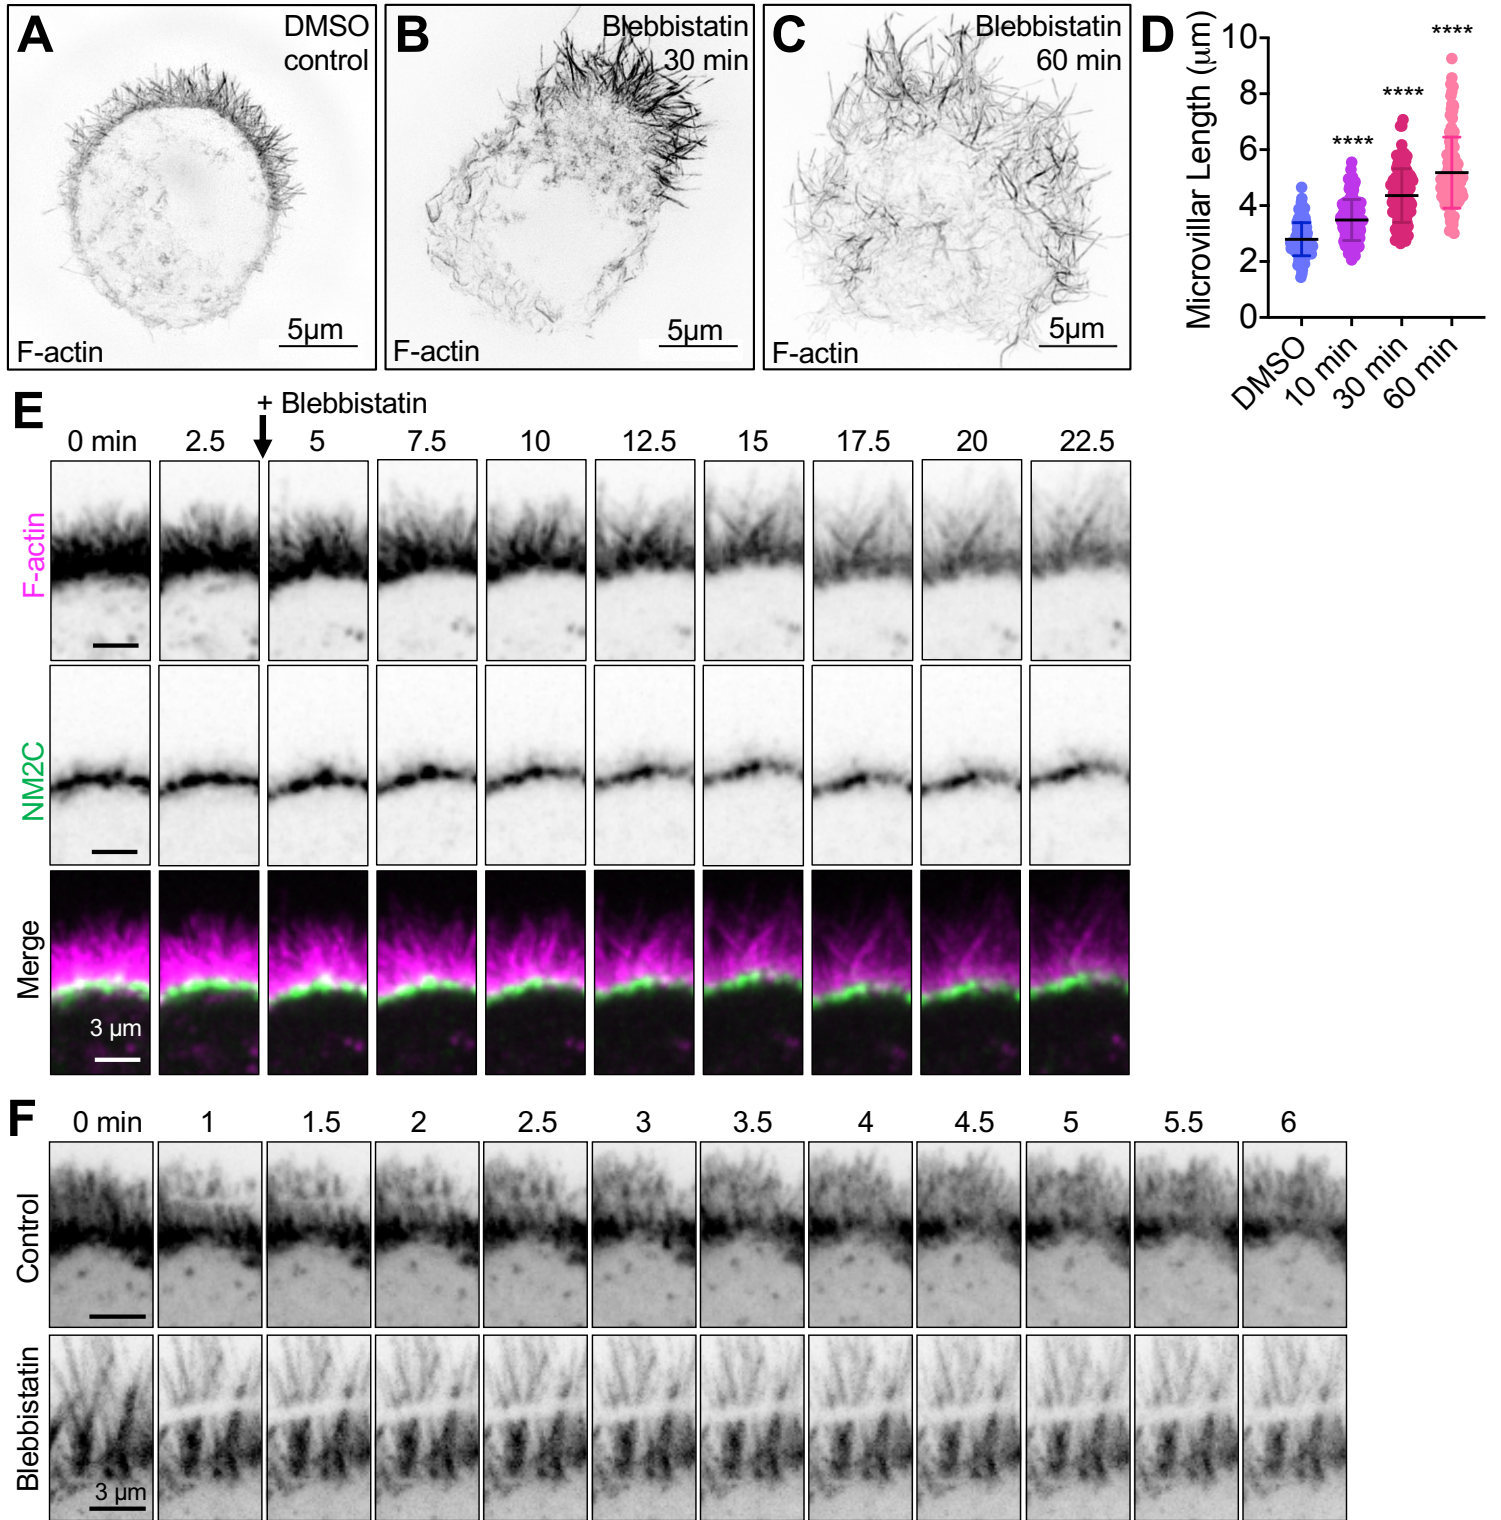 A
DMSO
control
F-actin
5µm
B
Blebbistatin
30 min
F-actin
5µm
C
Blebbistatin
60 min
F-actin
5µm
D
Microvillar Length (µm)
10
8
6
4
2
0
****
****
****
DMSO
10 min
30 min
60 min
E
+ Blebbistatin
0 min 2.5 5 7.5 10 12.5 15 17.5 20 22.5
F-actin
NM2C
Merge
3 µm
F
0 min 1 1.5 2 2.5 3 3.5 4 4.5 5 5.5 6
Control
Blebbistatin
3 µm